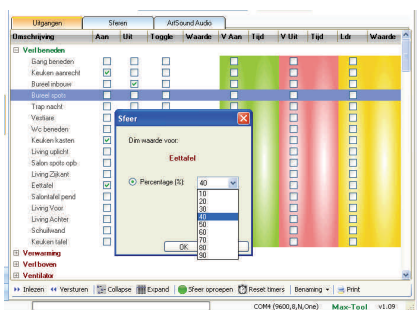 Uitgangen Sferen ArtSound Audio
Omschrijving Aan Uit Toggle Waarde V Aan Tijd V Uit Tijd Ldr Waarde
Verl beneden
Gang beneden
Keuken aanrecht
Bureel inbouw
Bureel spots
Trap nacht
Vestiare
Wc beneden
Keuken kasten
Living uplicht
Salon spots opb
Living Zijkant
Eettafel
Salontafel pend
Living Voor
Living Achter
Schuilwand
Keuken tafel
Verwarming
Verl boven
Ventilator
Sfeer
Dim waarde voor:
Eettafel
Percentage (%): 40
10
20
30
40
50
60
70
80
90
OK
Inlezen Versturen Collapse Expand Sfeer oproepen Reset timers Benaming Print
COM4 (9600,8,N,One) Max-Tool v1.09